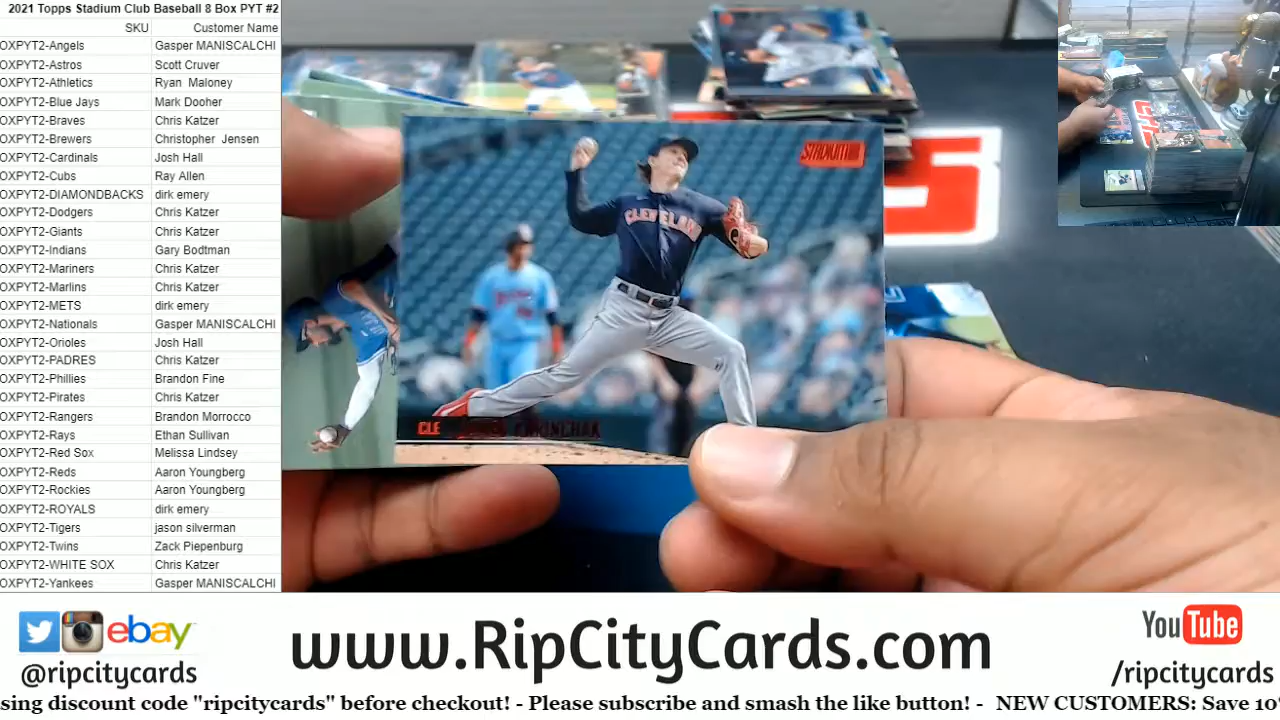 2021 Topps Stadium Club Baseball 8 Box PYT #2
SKU Customer Name
OXPYT2-Angels Gasper MANISCALCHI
OXPYT2-Astros Scott Cruver
OXPYT2-Athletics Ryan Maloney
OXPYT2-Blue Jays Mark Dooher
OXPYT2-Braves Chris Katzer
OXPYT2-Brewers Christopher Jensen
OXPYT2-Cardinals Josh Hall
OXPYT2-Cubs Ray Allen
OXPYT2-DIAMONDBACKS dirk emery
OXPYT2-Dodgers Chris Katzer
OXPYT2-Giants Chris Katzer
OXPYT2-Indians Gary Bodtman
OXPYT2-Mariners Chris Katzer
OXPYT2-Marlins Chris Katzer
OXPYT2-METS dirk emery
OXPYT2-Nationals Gasper MANISCALCHI
OXPYT2-Orioles Josh Hall
OXPYT2-PADRES Chris Katzer
OXPYT2-Phillies Brandon Fine
OXPYT2-Pirates Chris Katzer
OXPYT2-Rangers Brandon Morrocco
OXPYT2-Rays Ethan Sullivan
OXPYT2-Red Sox Melissa Lindsey
OXPYT2-Reds Aaron Youngberg
OXPYT2-Rockies Aaron Youngberg
OXPYT2-ROYALS dirk emery
OXPYT2-Tigers jason silverman
OXPYT2-Twins Zack Piepenburg
OXPYT2-WHITE SOX Chris Katzer
OXPYT2-Yankees Gasper MANISCALCHI
STADIUM
CLEVELAND
CLE
ebay
@ripcitycards
www.RipCityCards.com
YouTube
/ripcitycards
sing discount code "ripcitycards" before checkout! - Please subscribe and smash the like button! - NEW CUSTOMERS: Save 10